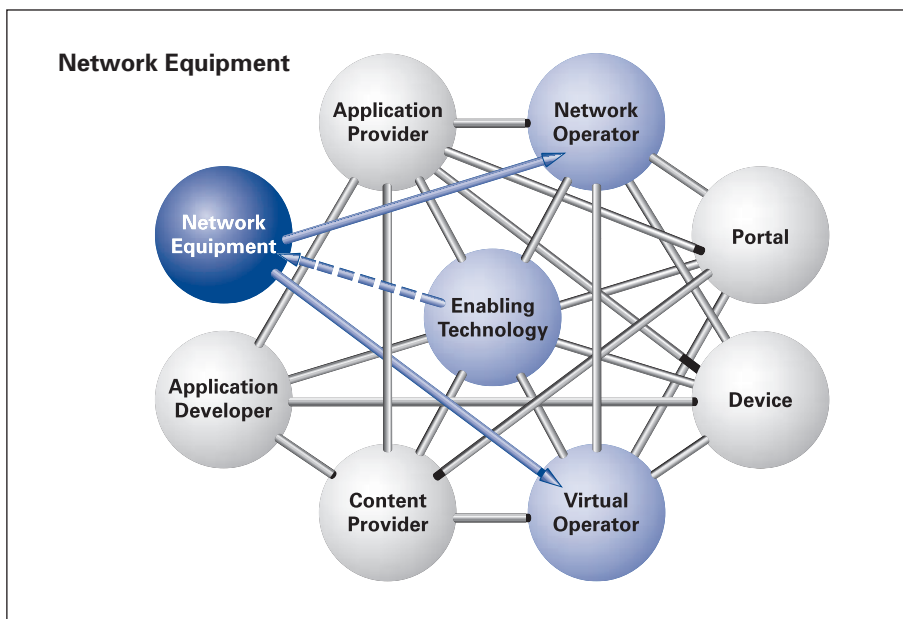 Network Equipment
Application
Provider
Network
Operator
Network
Equipment
Portal
Enabling
Technology
Application
Developer
Device
Content
Provider
Virtual
Operator